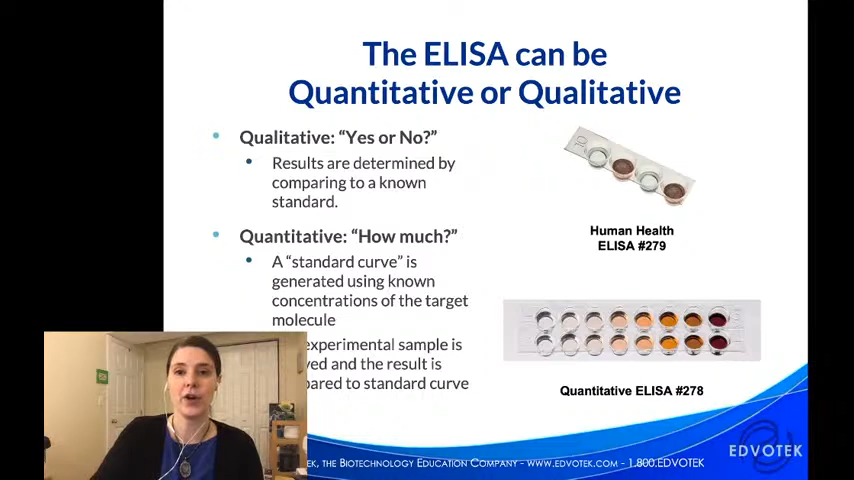 The ELISA can be
Quantitative or Qualitative
Qualitative: “Yes or No?”
Results are determined by
comparing to a known
standard.
Quantitative: “How much?”
A “standard curve” is
generated using known
concentrations of the target
molecule
experimental sample is
and the result is
to standard curve
Human Health
ELISA #279
Quantitative ELISA #278
THE BIOTECHNOLOGY EDUCATION COMPANY - WWW.EDVOTEK.COM - 1.800.EDVOTEK
EDVOTEK